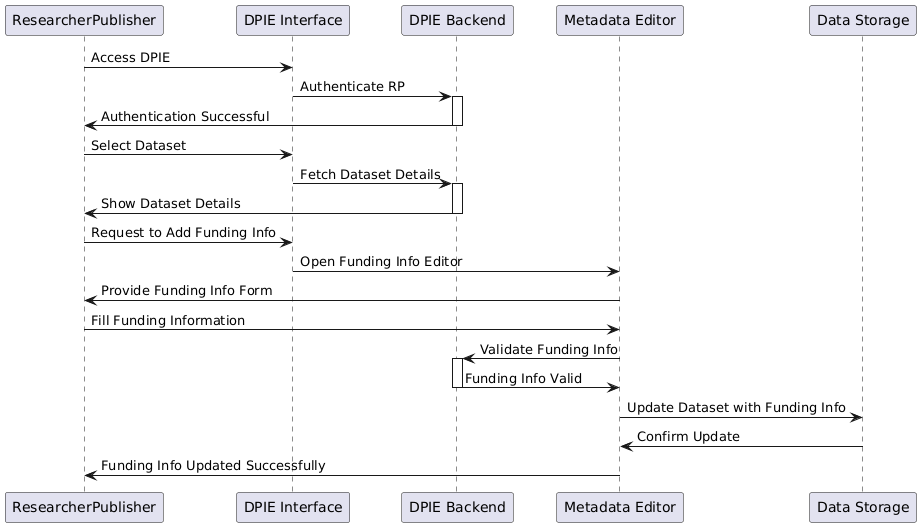 ResearcherPublisher
DPIE Interface
DPIE Backend
Metadata Editor
Data Storage
Access DPIE
Authenticate RP
Authentication Successful
Select Dataset
Fetch Dataset Details
Show Dataset Details
Request to Add Funding Info
Open Funding Info Editor
Provide Funding Info Form
Fill Funding Information
Validate Funding Info
Funding Info Valid
Update Dataset with Funding Info
Confirm Update
Funding Info Updated Successfully
ResearcherPublisher
DPIE Interface
DPIE Backend
Metadata Editor
Data Storage